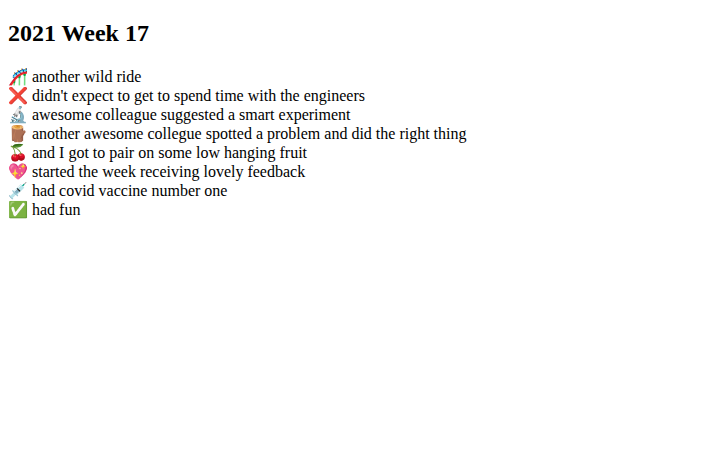 2021 Week 17
🎢 another wild ride
❌ didn't expect to get to spend time with the engineers
🔬 awesome colleague suggested a smart experiment
🪵 another awesome collegue spotted a problem and did the right thing
🍒 and I got to pair on some low hanging fruit
💖 started the week receiving lovely feedback
💉 had covid vaccine number one
✅ had fun